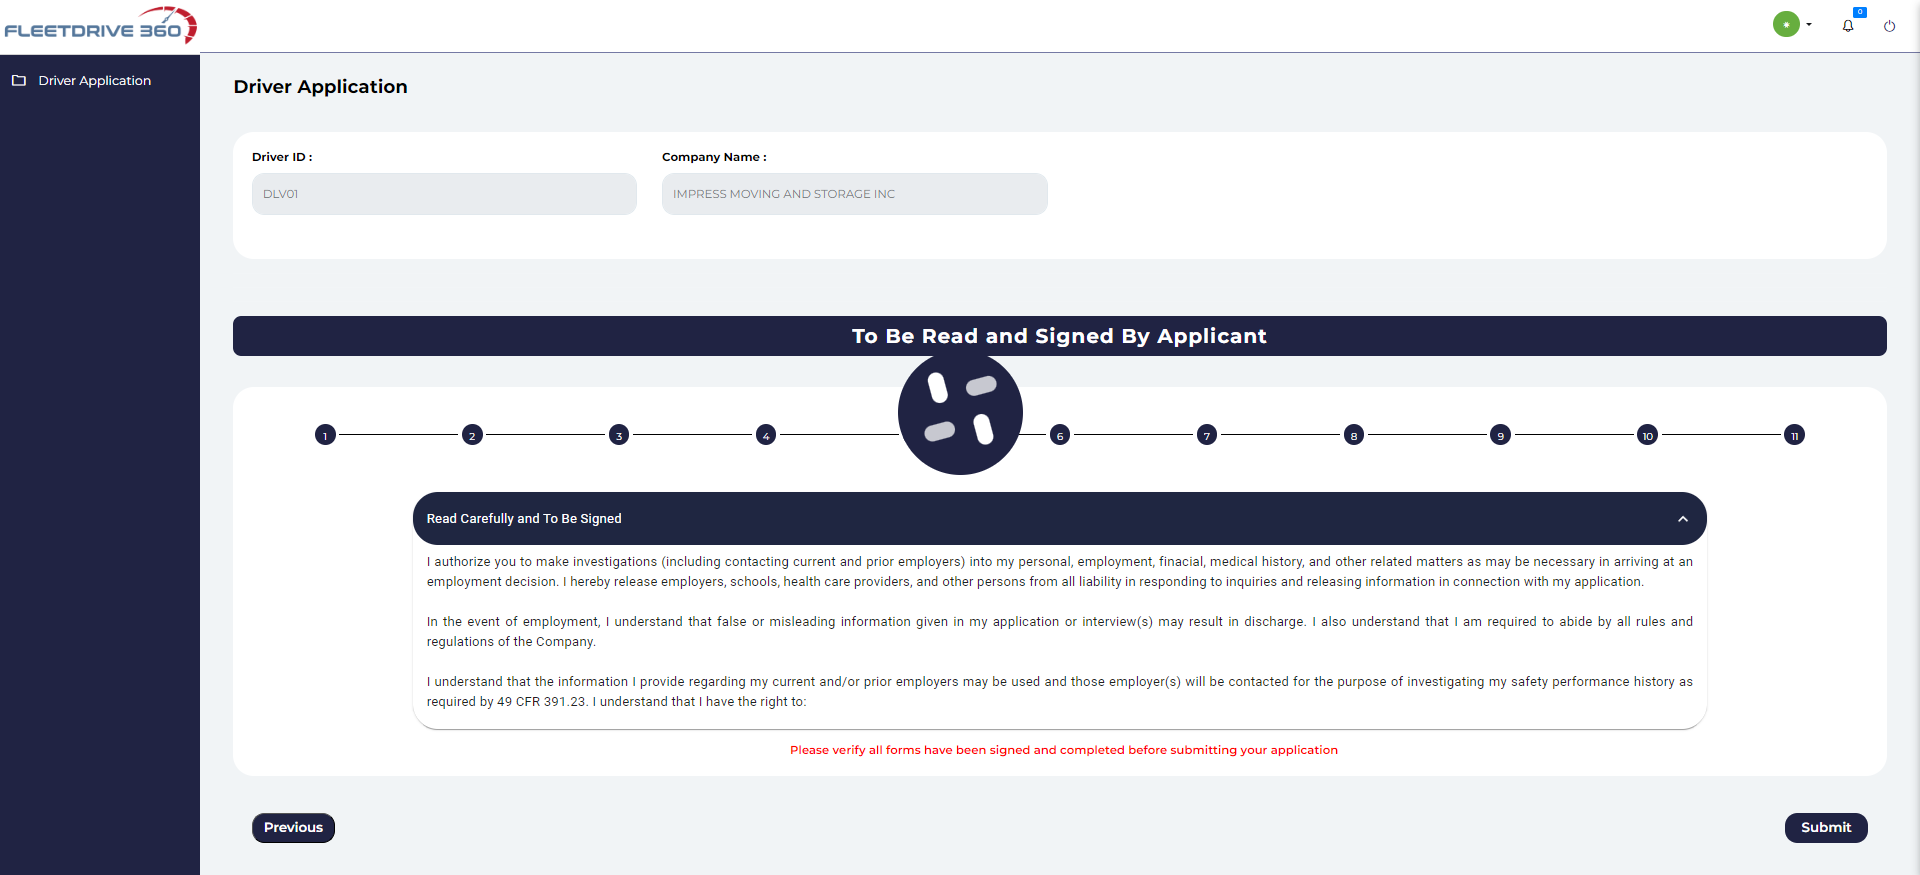 FLEETDRIVE 360
0
Driver Application
Driver Application
Driver ID :
Company Name :
DLV01
IMPRESS MOVING AND STORAGE INC
To Be Read and Signed By Applicant
1 2 3 4 6 7 8 9 10 11
Read Carefully and To Be Signed
I authorize you to make investigations (including contacting current and prior employers) into my personal, employment, finacial, medical history, and other related matters as may be necessary in arriving at an
employment decision. I hereby release employers, schools, health care providers, and other persons from all liability in responding to inquiries and releasing information in connection with my application.
In the event of employment, I understand that false or misleading information given in my application or interview(s) may result in discharge. I also understand that I am required to abide by all rules and
regulations of the Company.
I understand that the information I provide regarding my current and/or prior employers may be used and those employer(s) will be contacted for the purpose of investigating my safety performance history as
required by 49 CFR 391.23. I understand that I have the right to:
Please verify all forms have been signed and completed before submitting your application
Previous
Submit